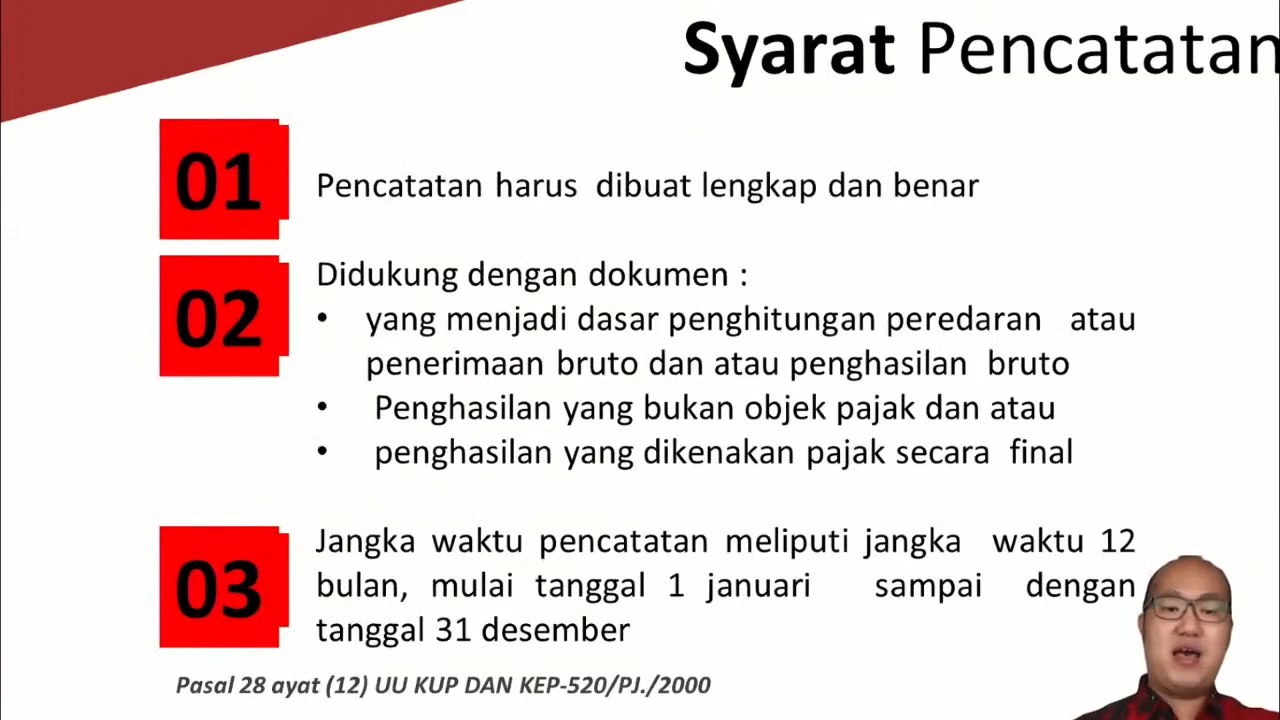 Syarat Pencatatan
01
Pencatatan harus dibuat lengkap dan benar
02
Didukung dengan dokumen :
• yang menjadi dasar penghitungan peredaran atau
penerimaan bruto dan atau penghasilan bruto
• Penghasilan yang bukan objek pajak dan atau
• penghasilan yang dikenakan pajak secara final
03
Jangka waktu pencatatan meliputi jangka waktu 12
bulan, mulai tanggal 1 januari sampai dengan
tanggal 31 desember
Pasal 28 ayat (12) UU KUP DAN KEP-520/PJ./2000